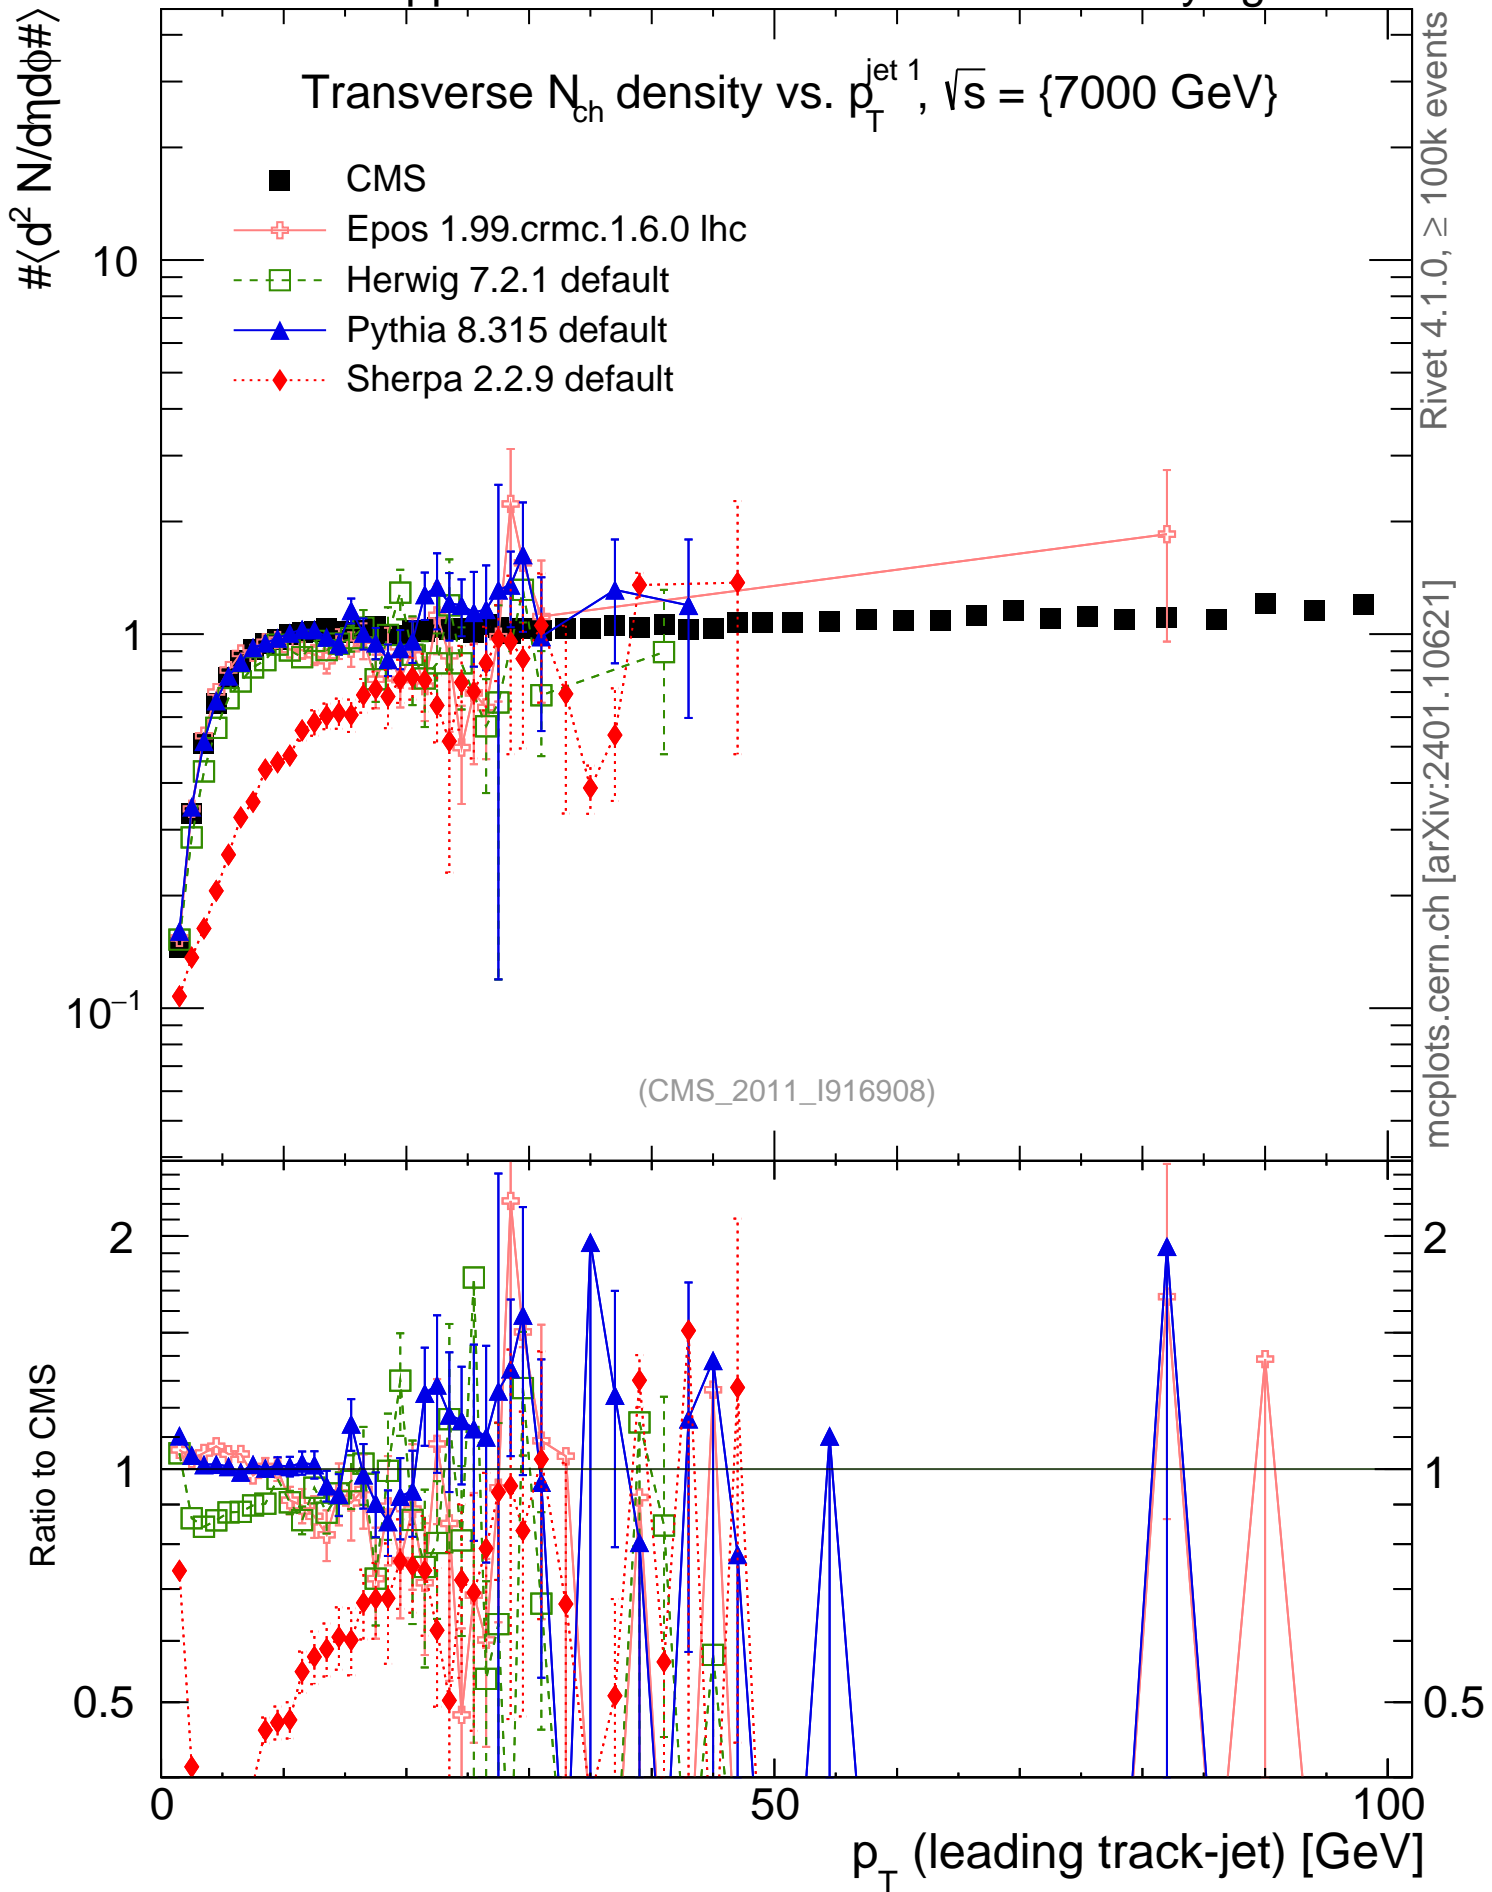 Transverse N_ch density vs. p_T^jet 1, √s = {7000 GeV}
#⟨d² N/dηdϕ#⟩
CMS
Epos 1.99.crmc.1.6.0 lhc
Herwig 7.2.1 default
Pythia 8.315 default
Sherpa 2.2.9 default
10
1
10⁻¹
(CMS_2011_I916908)
Rivet 4.1.0, ≥ 100k events
mcplots.cern.ch [arXiv:2401.10621]
Ratio to CMS
2
1
0.5
2
1
0.5
0
50
100
p_T (leading track-jet) [GeV]